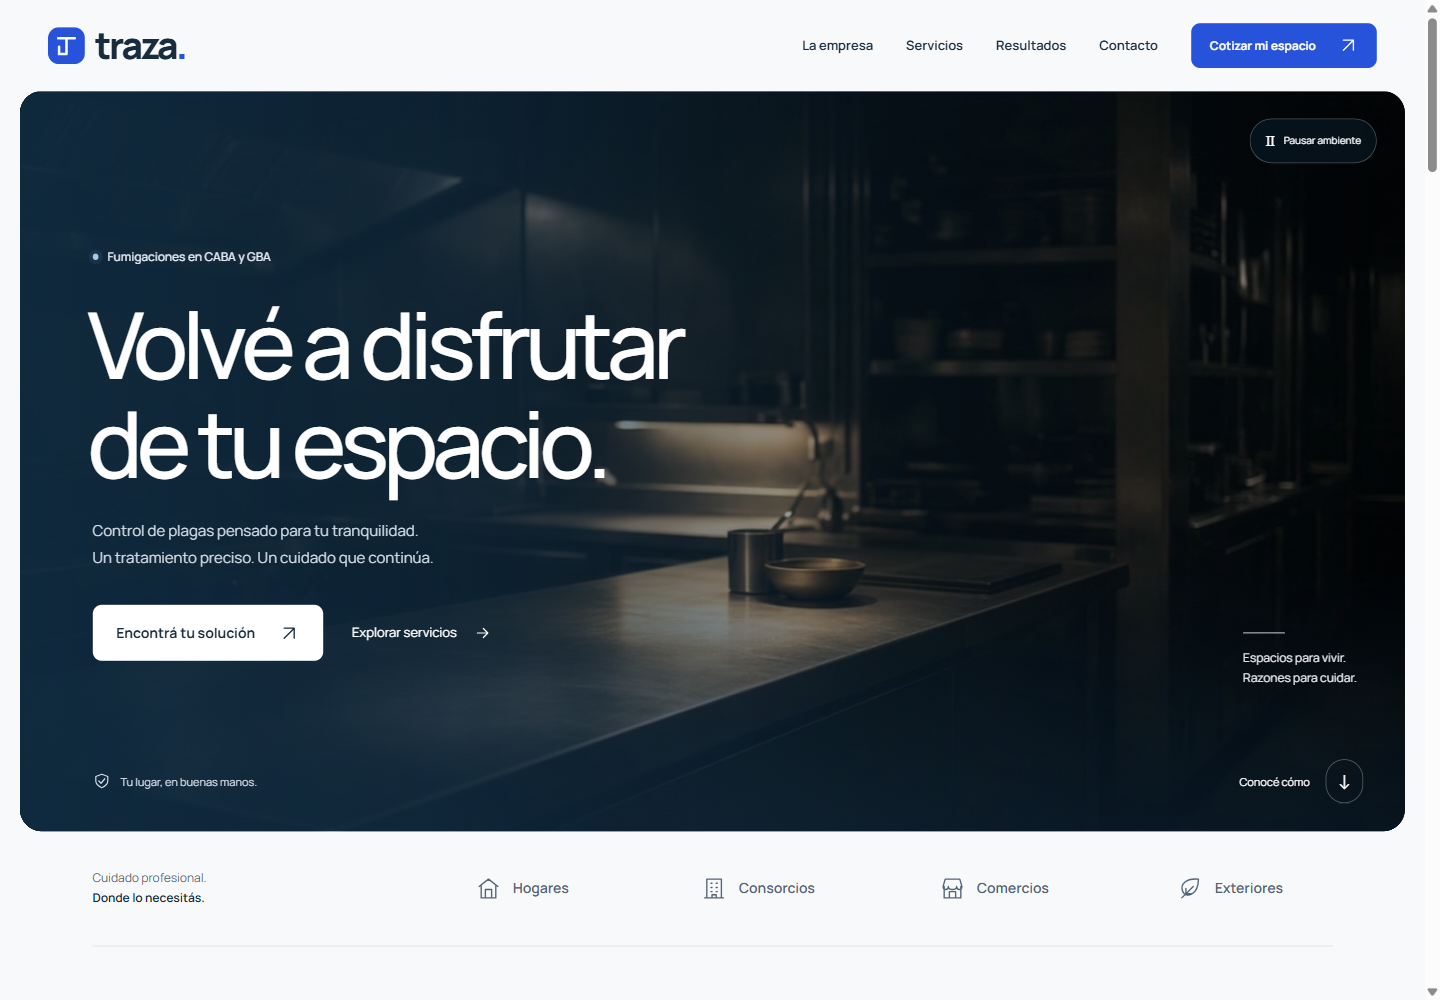 traza.
La empresa
Servicios
Resultados
Contacto
Cotizar mi espacio
Pausar ambiente
Fumigaciones en CABA y GBA
Volvé a disfrutar
de tu espacio.
Control de plagas pensado para tu tranquilidad.
Un tratamiento preciso. Un cuidado que continúa.
Encontrá tu solución
Explorar servicios
Espacios para vivir.
Razones para cuidar.
Tu lugar, en buenas manos.
Conocé cómo
Cuidado profesional.
Donde lo necesitás.
Hogares
Consorcios
Comercios
Exteriores